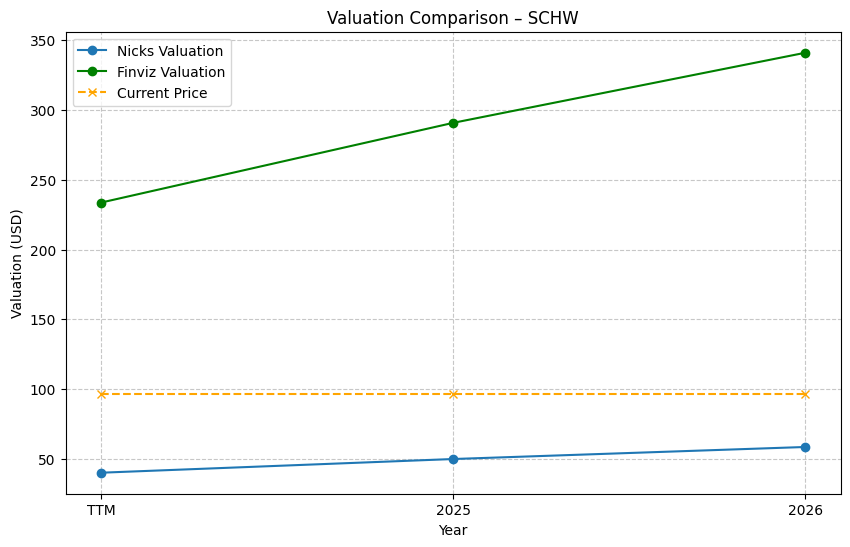 Valuation Comparison – SCHW
Nicks Valuation
Finviz Valuation
Current Price
Valuation (USD)
350
300
250
200
150
100
50
TTM 2025 2026
Year